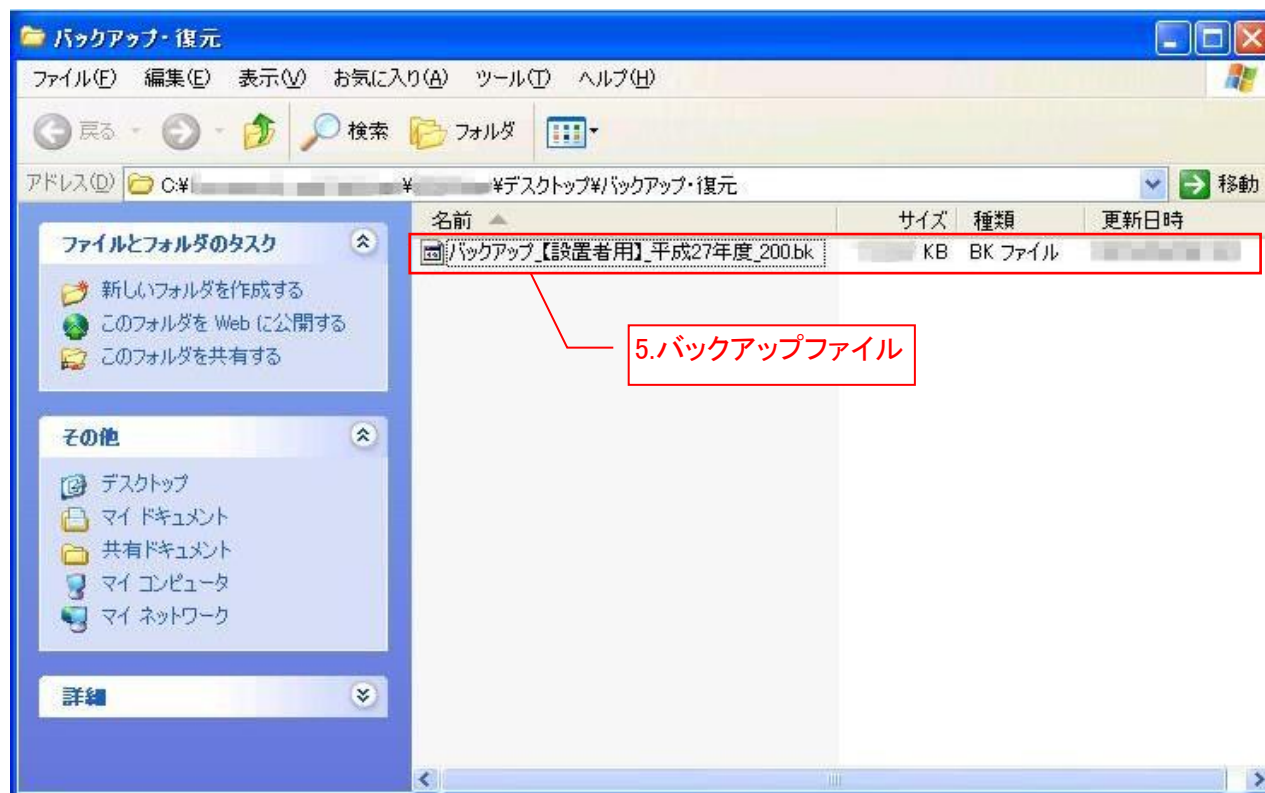 バックアップ・復元
ファイル(F) 編集(E) 表示(V) お気に入り(A) ツール(T) ヘルプ(H)
戻る 検索 フォルダ
アドレス(D) C:¥ ¥ ¥デスクトップ¥バックアップ・復元 移動
名前 サイズ 種類 更新日時
バックアップ_【設置者用】_平成27年度_200.bk KB BK ファイル
5.バックアップファイル
ファイルとフォルダのタスク
新しいフォルダを作成する
このフォルダを Web に公開する
このフォルダを共有する
その他
デスクトップ
マイ ドキュメント
共有ドキュメント
マイ コンピュータ
マイ ネットワーク
詳細